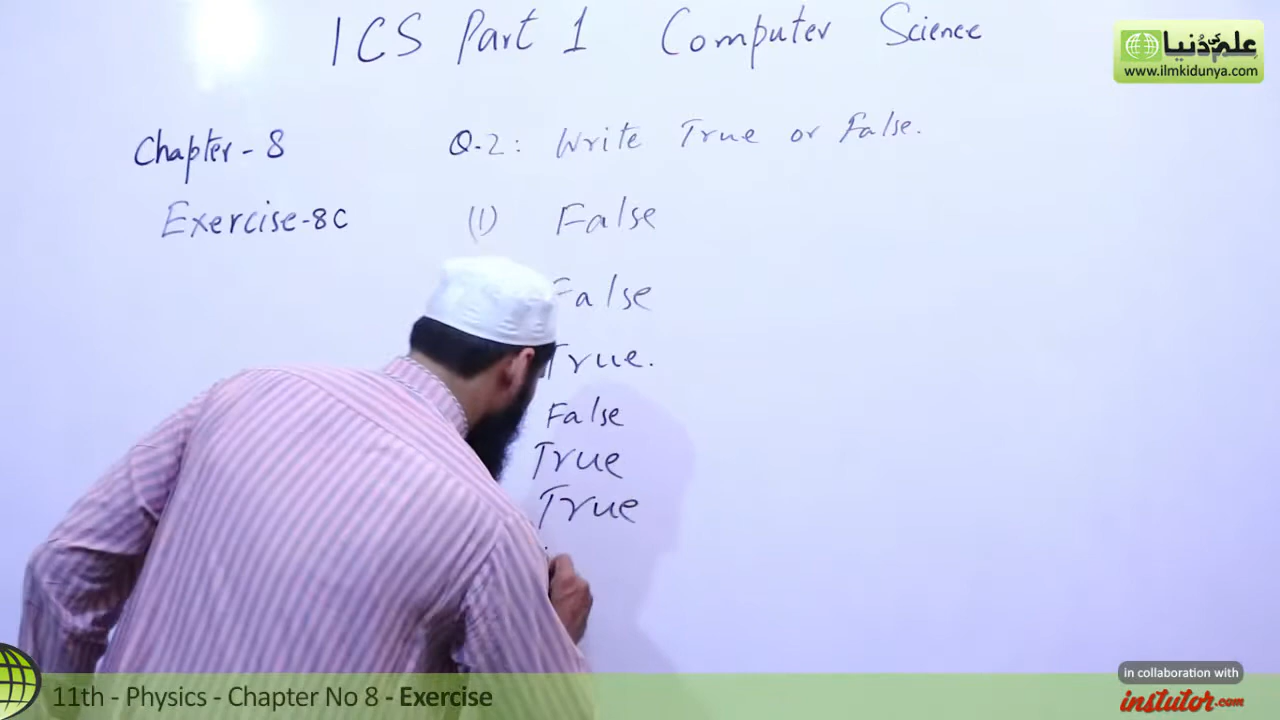 ICS Part 1 Computer Science
علم کی دنیا
www.ilmkidunya.com
Chapter-8
Q.2: Write True or False.
Exercise-8C
(1) False
False
True.
False
True
True
11th - Physics - Chapter No 8 - Exercise
in collaboration with
instutor.com